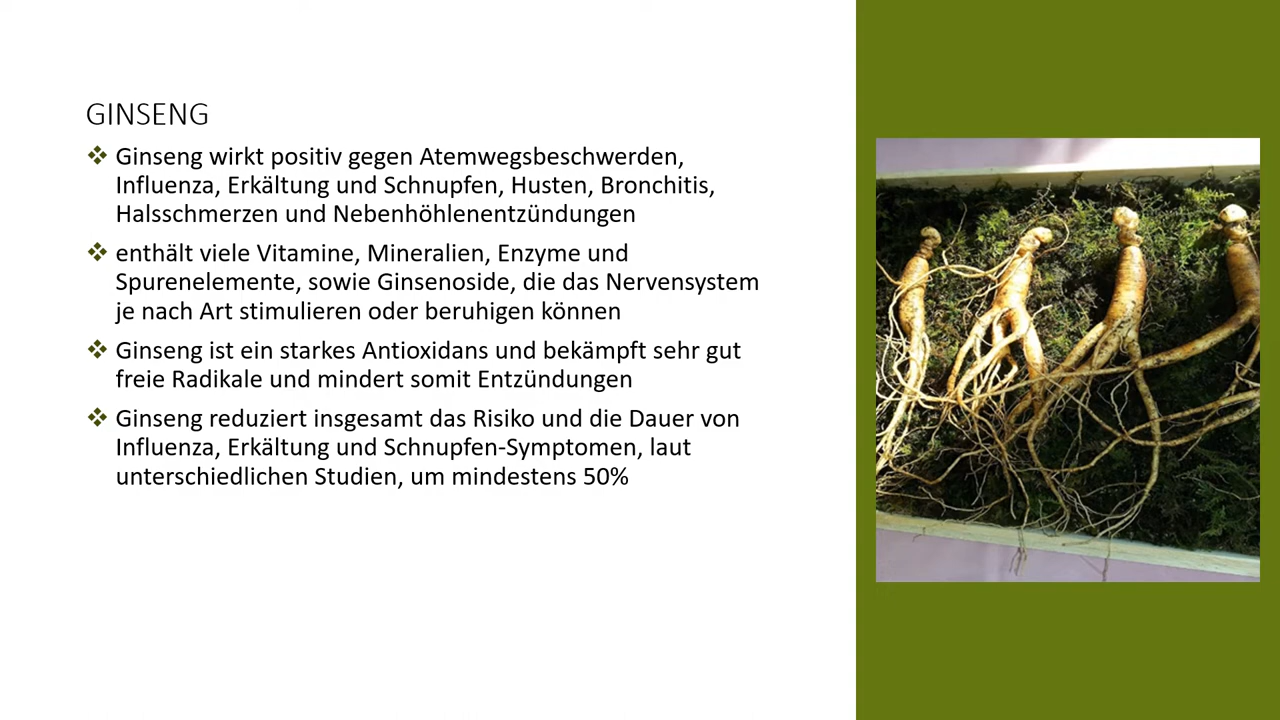 GINSENG
❖ Ginseng wirkt positiv gegen Atemwegsbeschwerden,
Influenza, Erkältung und Schnupfen, Husten, Bronchitis,
Halsschmerzen und Nebenhöhlenentzündungen
❖ enthält viele Vitamine, Mineralien, Enzyme und
Spurenelemente, sowie Ginsenoside, die das Nervensystem
je nach Art stimulieren oder beruhigen können
❖ Ginseng ist ein starkes Antioxidans und bekämpft sehr gut
freie Radikale und mindert somit Entzündungen
❖ Ginseng reduziert insgesamt das Risiko und die Dauer von
Influenza, Erkältung und Schnupfen-Symptomen, laut
unterschiedlichen Studien, um mindestens 50%